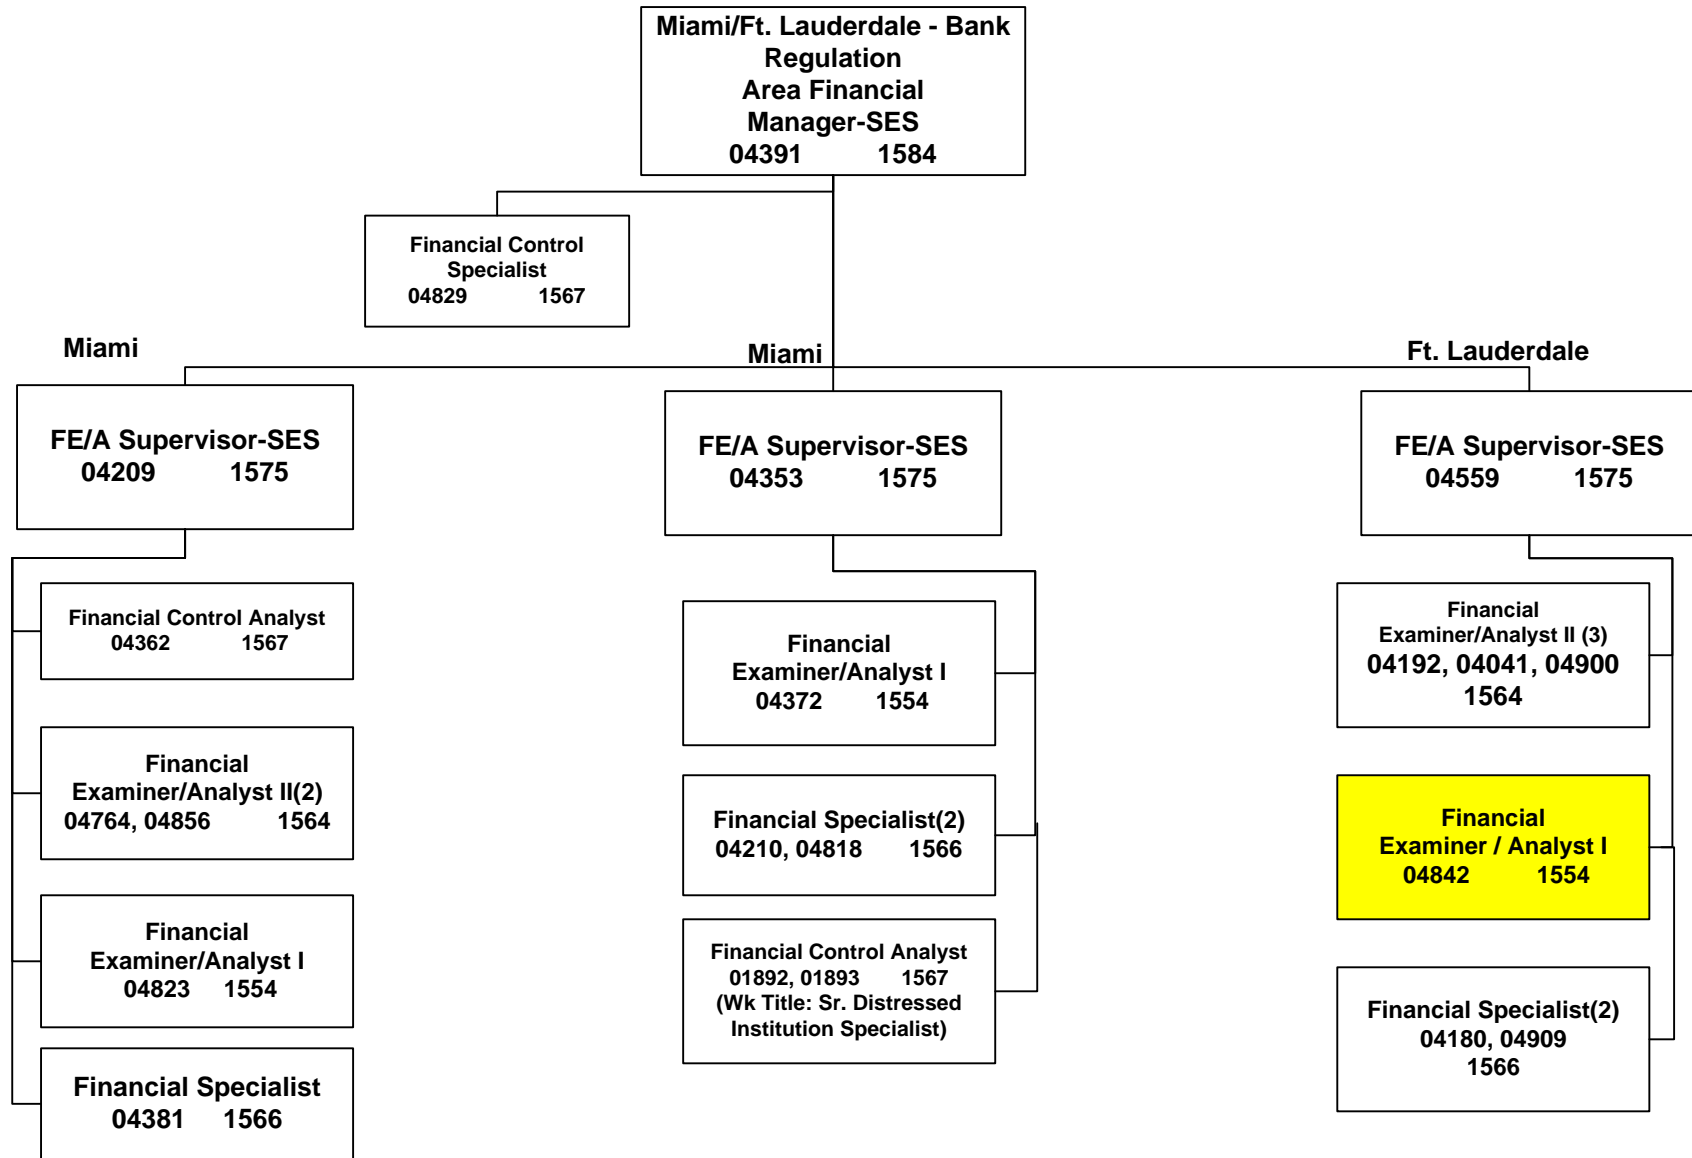 Miami/Ft. Lauderdale - Bank
Regulation
Area Financial
Manager-SES
04391 1584
Financial Control
Specialist
04829 1567
Miami
Miami
Ft. Lauderdale
FE/A Supervisor-SES
04209 1575
Financial Control Analyst
04362 1567
Financial
Examiner/Analyst II(2)
04764, 04856 1564
Financial
Examiner/Analyst I
04823 1554
Financial Specialist
04381 1566
FE/A Supervisor-SES
04353 1575
Financial
Examiner/Analyst I
04372 1554
Financial Specialist(2)
04210, 04818 1566
Financial Control Analyst
01892, 01893 1567
(Wk Title: Sr. Distressed
Institution Specialist)
FE/A Supervisor-SES
04559 1575
Financial
Examiner/Analyst II (3)
04192, 04041, 04900
1564
Financial
Examiner / Analyst I
04842 1554
Financial Specialist(2)
04180, 04909
1566